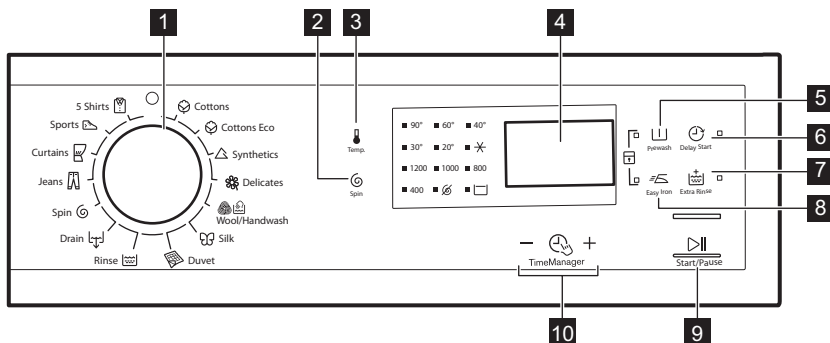 1
2
3
4
5
6
7
8
9
10
5 Shirts
Sports
Curtains
Jeans
Spin
Drain
Rinse
Cottons
Cottons Eco
Synthetics
Delicates
Wool/Handwash
Silk
Duvet
Temp.
Spin
90° 60° 40°
30° 20°
1200 1000 800
400
Prewash
Delay Start
Easy Iron
Extra Rinse
− +
TimeManager
Start/Pause